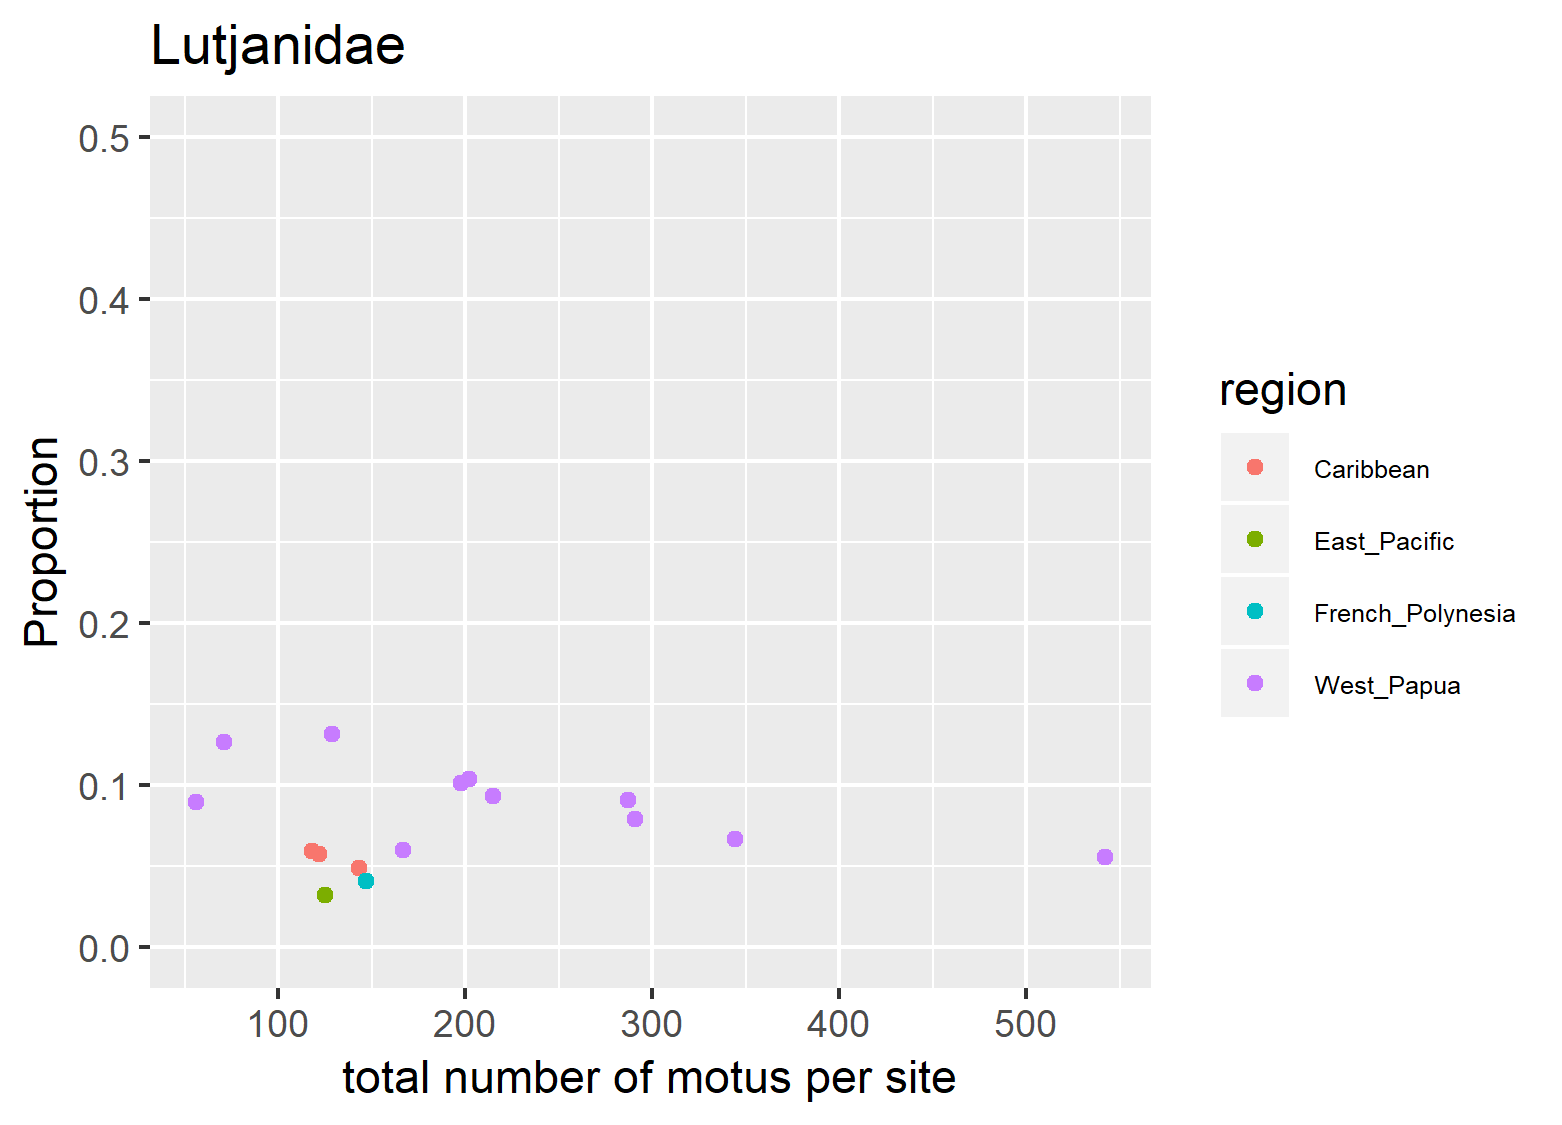 Lutjanidae
0.5
0.4
0.3
0.2
0.1
0.0
Proportion
100 200 300 400 500
total number of motus per site
region
Caribbean
East_Pacific
French_Polynesia
West_Papua